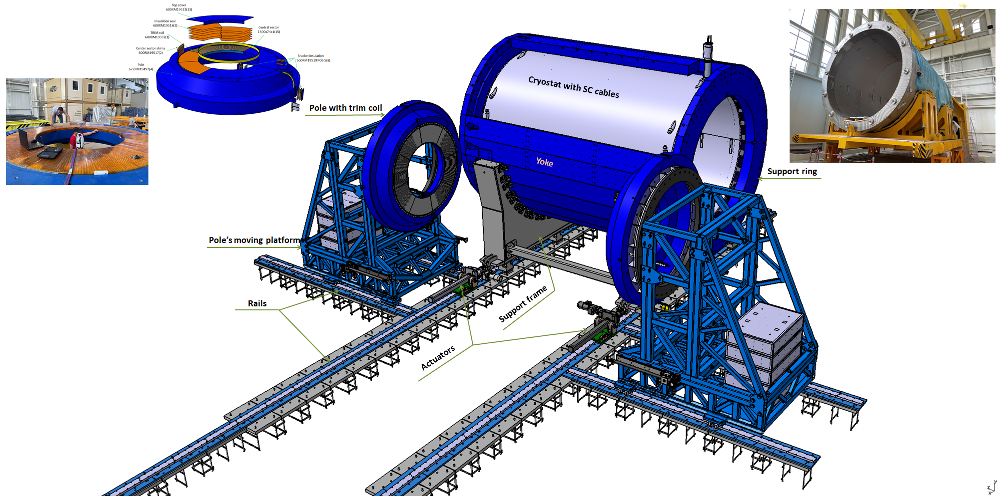 Top cover
600RM19522(13)
Insulation seal
600RM19518(3)
TRIM coil
600RM19332(1)
Center sector shims
600RM19517(2)
Pole
672RM19497(4)
Central sector
1500x74x1(15)
Bracket insulation
600RM19519 POS.5(8)
MPD
Pole with trim coil
Cryostat with SC cables
Yoke
Support ring
Pole's moving platform
Rails
Support frame
Actuators
Y
Z
X